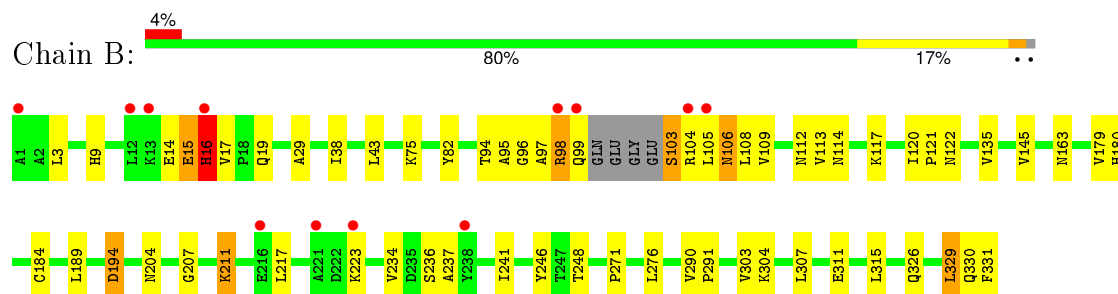 4%
Chain B:
80% 17% • •
A1 A2 L3 H9 L12 K13 E14 E15 H16 V17 P18 Q19 A29 I38 L43 K75 Y82 T94 A95 G96 A97 R98 Q99 GLN GLU GLY GLU S103 R104 L105 N106 L108 V109 N112 V113 N114 K117 I120 P121 N122 V135 V145 N163 V179 H180
C184 L189 D194 N204 G207 K211 E216 L217 A221 D222 K223 V234 D235 S236 A237 Y238 I241 Y246 T247 T248 P271 L276 V290 P291 V303 K304 L307 E311 L315 Q326 L329 Q330 F331